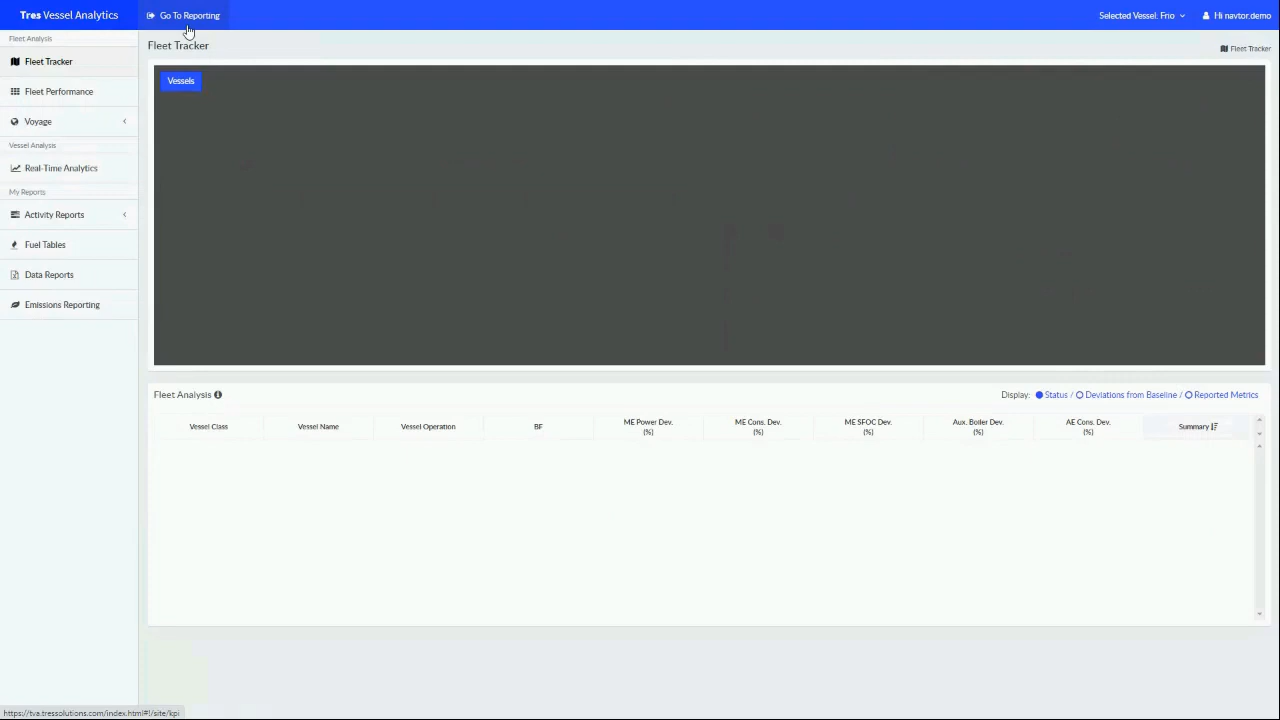 Tres Vessel Analytics
Go To Reporting
Selected Vessel: Frio
Hi navtor.demo
Fleet Analysis
Fleet Tracker
Fleet Performance
Voyage
Vessel Analysis
Real-Time Analytics
My Reports
Activity Reports
Fuel Tables
Data Reports
Emissions Reporting
Fleet Tracker
Fleet Tracker
Vessels
Fleet Analysis
Display: Status / Deviations from Baseline / Reported Metrics
Vessel Class
Vessel Name
Vessel Operation
BF
ME Power Dev.
(%)
ME Cons. Dev.
(%)
ME SFOC Dev.
(%)
Aux. Boiler Dev.
(%)
AE Cons. Dev.
(%)
Summary
https://tva.tressolutions.com/index.html#!/site/kpi